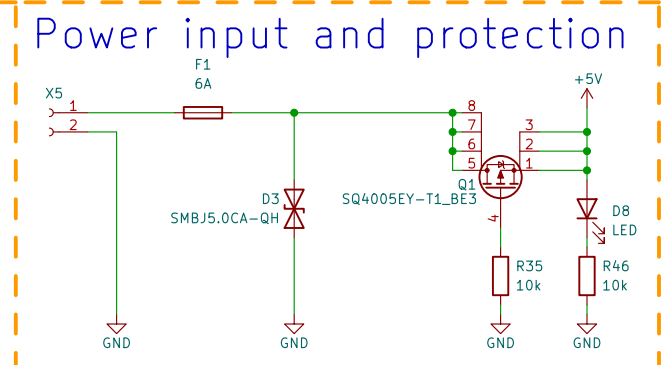 Power input and protection
F1
6A
X5
1
2
+5V
8
7
6
5
3
2
1
Q1
SQ4005EY-T1_BE3
4
D3
SMBJ5.0CA-QH
D8
LED
R35
10k
R46
10k
GND
GND
GND
GND